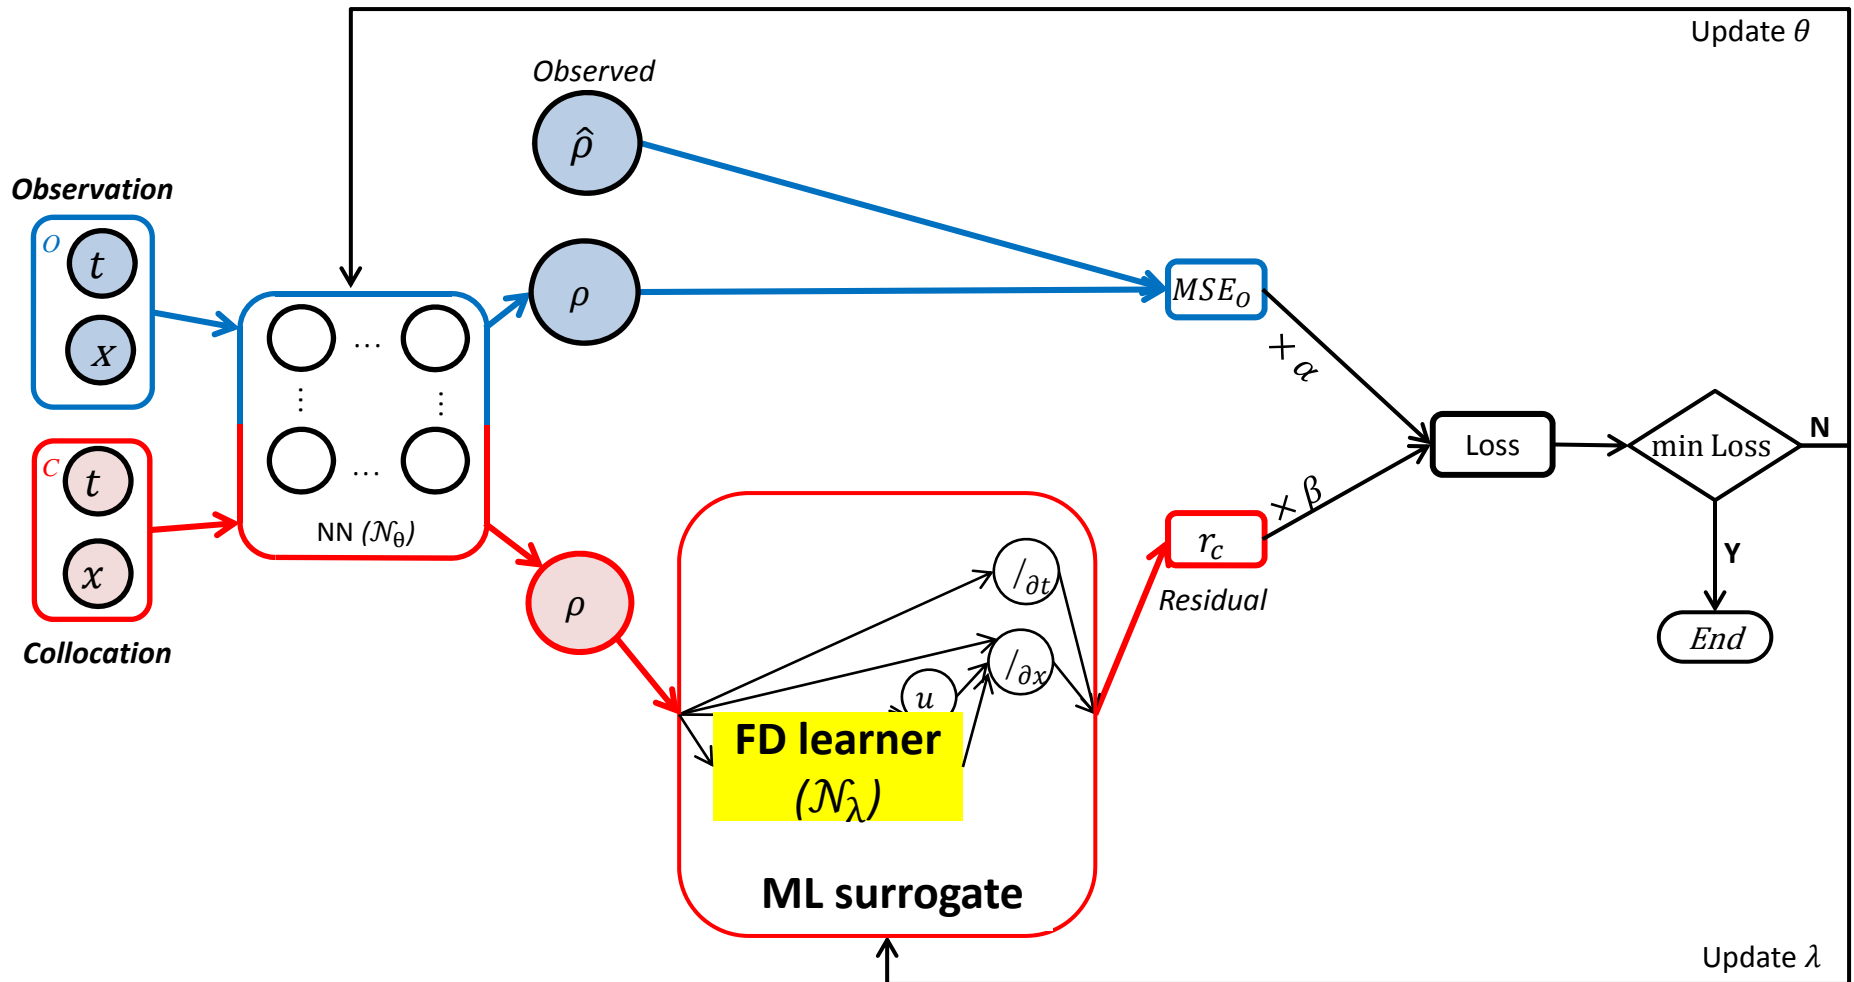 Update θ
Observed
ρ̂
Observation
O
t
x
ρ
MSE_O
× α
... 
⋮ ⋮
...
NN (𝒩_θ)
C
t
x
Collocation
ρ
Loss
min Loss
N
Y
End
× β
r_c
Residual
/∂t
/∂x
u
FD learner
(𝒩_λ)
ML surrogate
Update λ